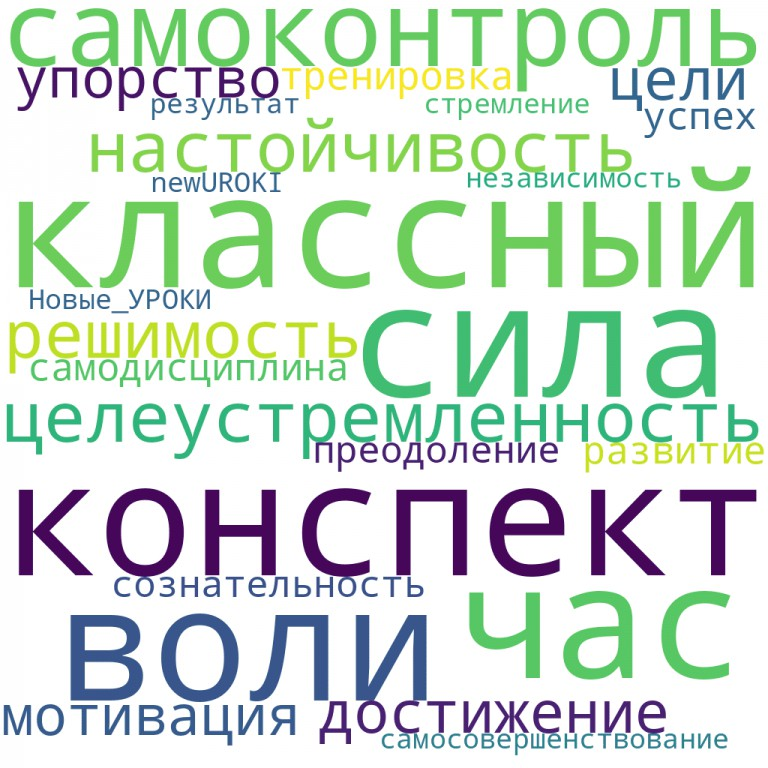 самоконтроль
упорство тренировка цели
результат стремление успех
настойчивость
newUROKI независимость
классный
Новые_УРОКИ
решимость сила
самодисциплина
целеустремленность
преодоление развитие
конспект
сознательность
воли час
мотивация достижение
самосовершенствование